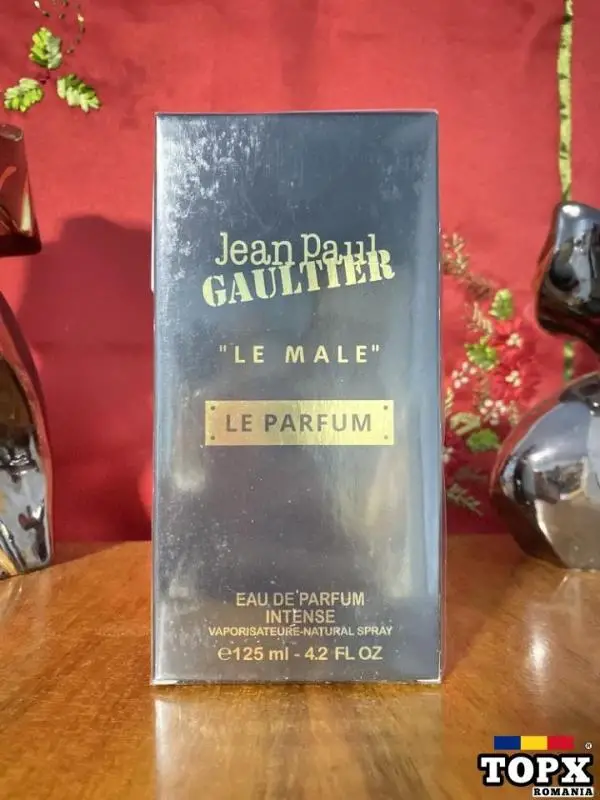 Jean Paul
GAULTIER
"LE MALE"
LE PARFUM
EAU DE PARFUM
INTENSE
VAPORISATEURE-NATURAL SPRAY
℮125 ml - 4.2 FL OZ
®
TOPX
ROMANIA